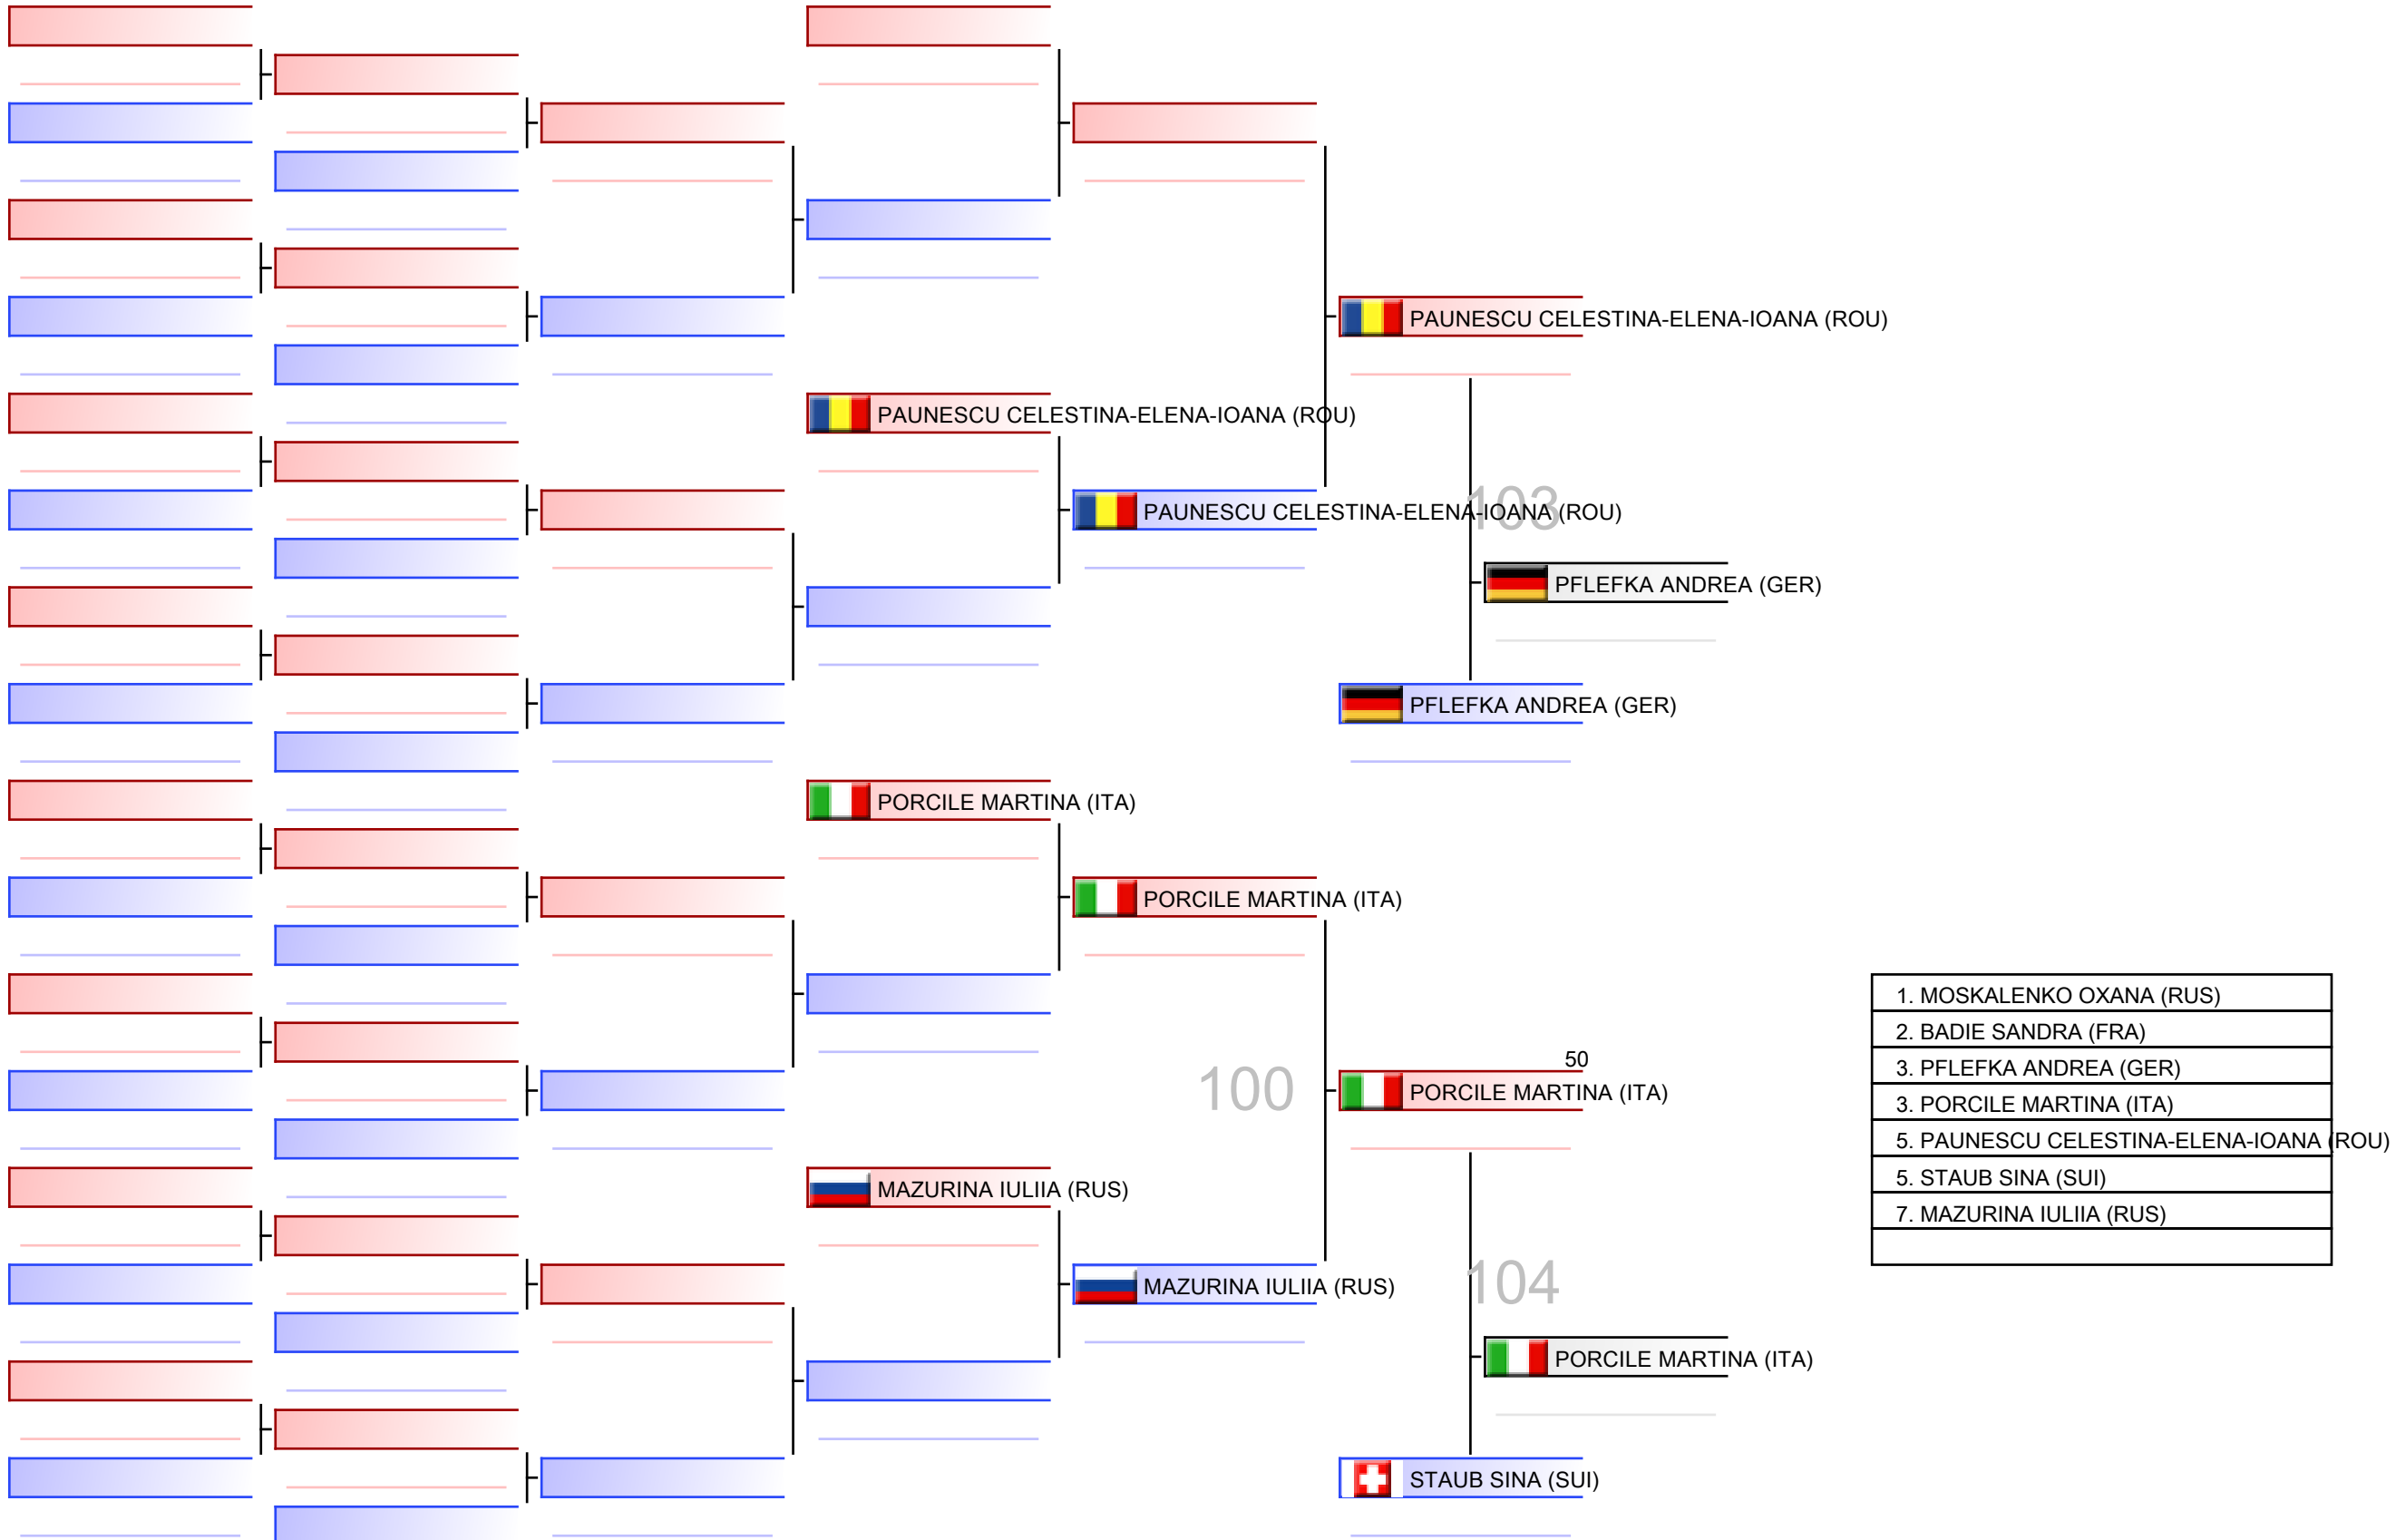 PAUNESCU CELESTINA-ELENA-IOANA (ROU)
PAUNESCU CELESTINA-ELENA-IOANA (ROU)
103
PAUNESCU CELESTINA-ELENA-IOANA (ROU)
PFLEFKA ANDREA (GER)
PFLEFKA ANDREA (GER)
PORCILE MARTINA (ITA)
PORCILE MARTINA (ITA)
50
100
PORCILE MARTINA (ITA)
MAZURINA IULIIA (RUS)
MAZURINA IULIIA (RUS)
104
PORCILE MARTINA (ITA)
STAUB SINA (SUI)
1. MOSKALENKO OXANA (RUS)
2. BADIE SANDRA (FRA)
3. PFLEFKA ANDREA (GER)
3. PORCILE MARTINA (ITA)
5. PAUNESCU CELESTINA-ELENA-IOANA (ROU)
5. STAUB SINA (SUI)
7. MAZURINA IULIIA (RUS)